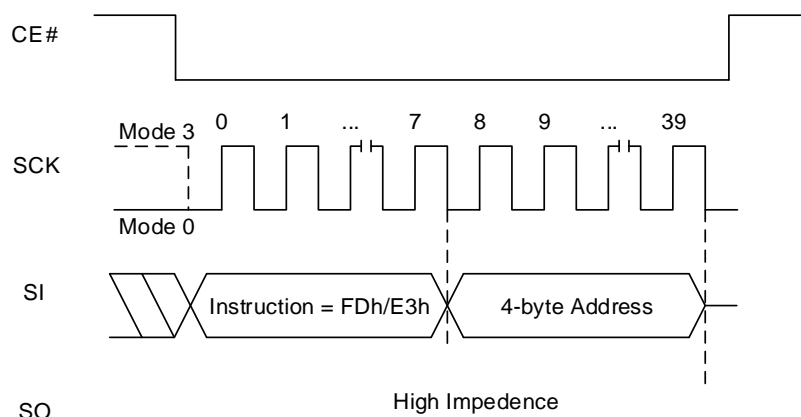 CE#
0 1 ... 7 8 9 ... 39
Mode 3
SCK
Mode 0
SI
Instruction = FDh/E3h
4-byte Address
High Impedence
SO